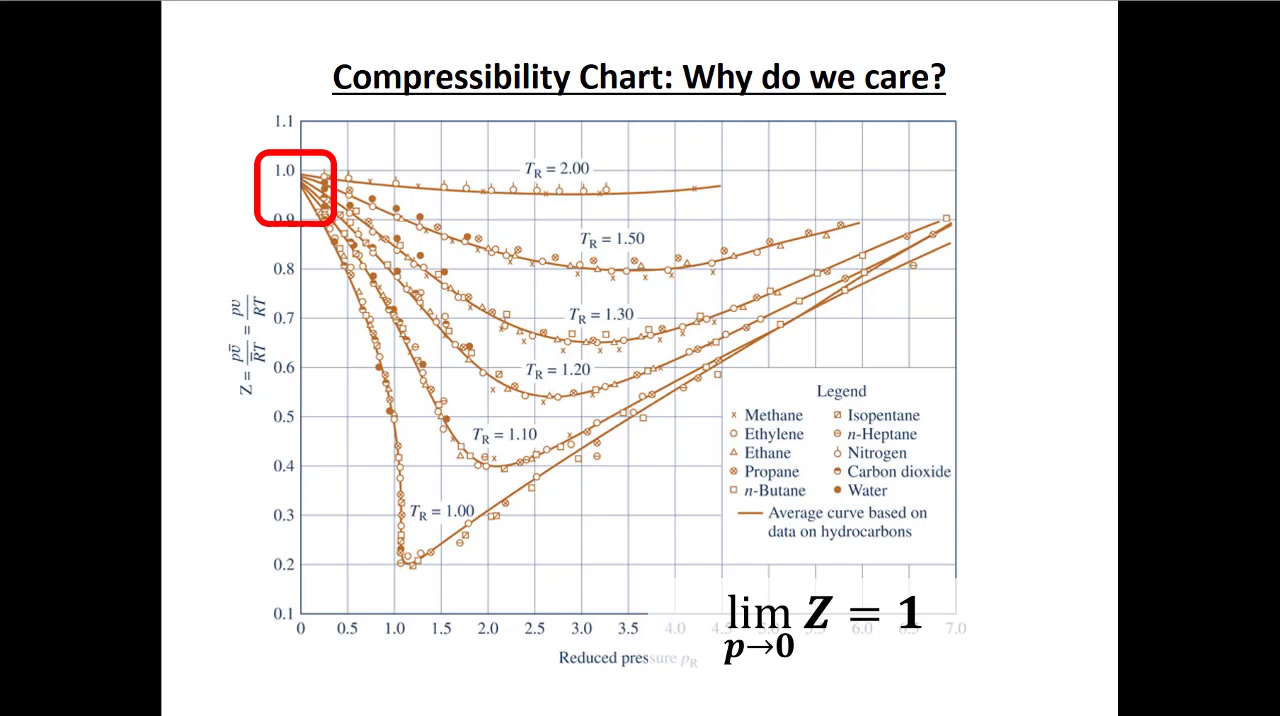 Compressibility Chart: Why do we care?
1.1
1.0
0.9
0.8
0.7
0.6
0.5
0.4
0.3
0.2
0.1
Z = p\bar{v}/\bar{R}T = pv/RT
T_R = 2.00
T_R = 1.50
T_R = 1.30
T_R = 1.20
T_R = 1.10
T_R = 1.00
Legend
× Methane
○ Ethylene
△ Ethane
⊗ Propane
□ n-Butane
Isopentane
n-Heptane
Nitrogen
Carbon dioxide
● Water
Average curve based on
data on hydrocarbons
0 0.5 1.0 1.5 2.0 2.5 3.0 3.5 4.0 4.5 6.0 6.5 7.0
Reduced pressure p_R
lim Z = 1
p→0